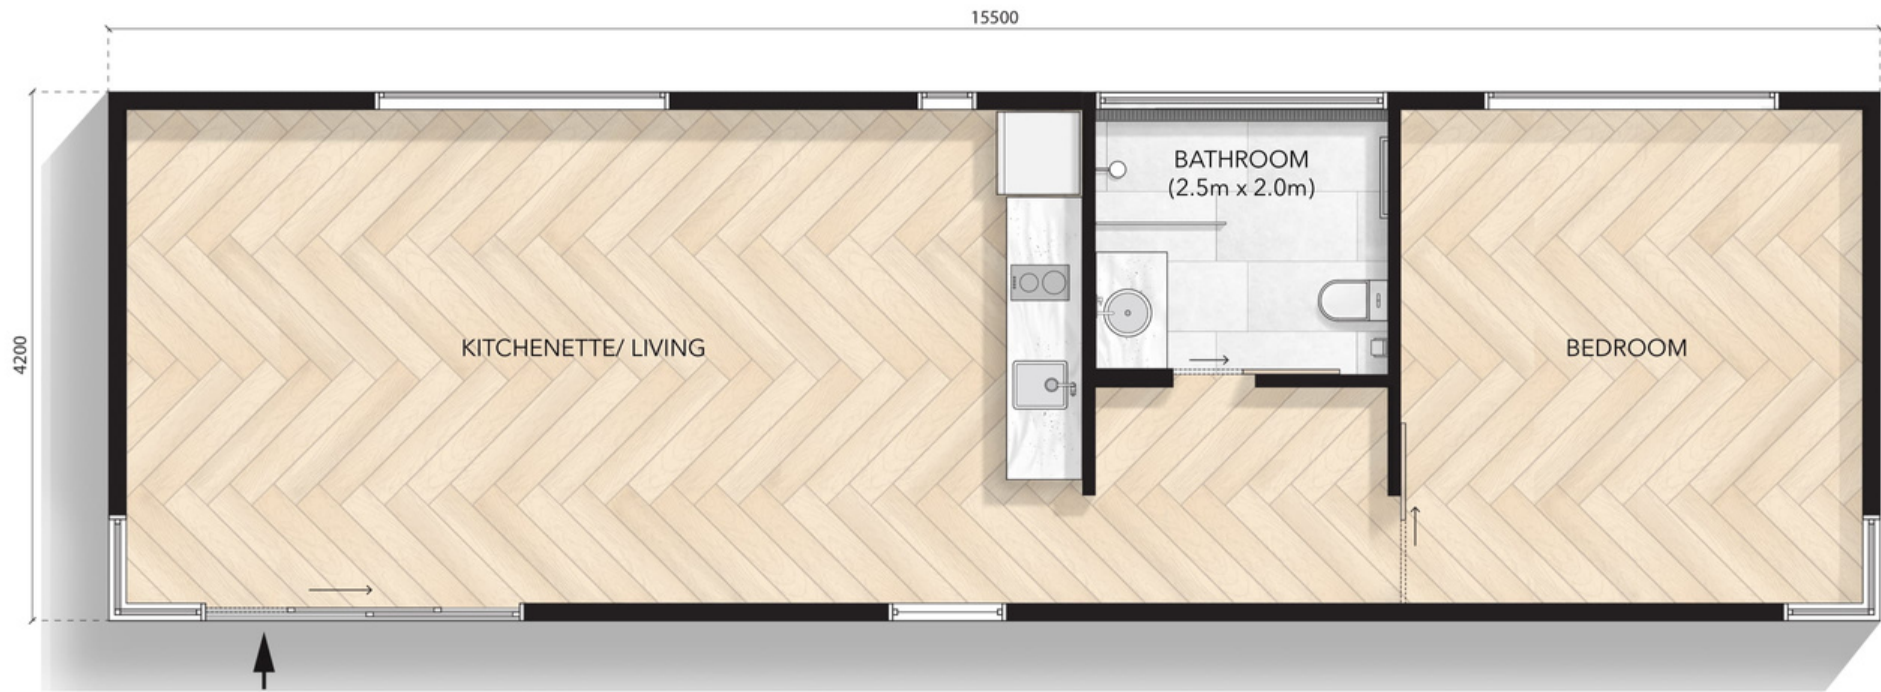 15500
4200
BATHROOM
(2.5m x 2.0m)
KITCHENETTE/ LIVING
BEDROOM